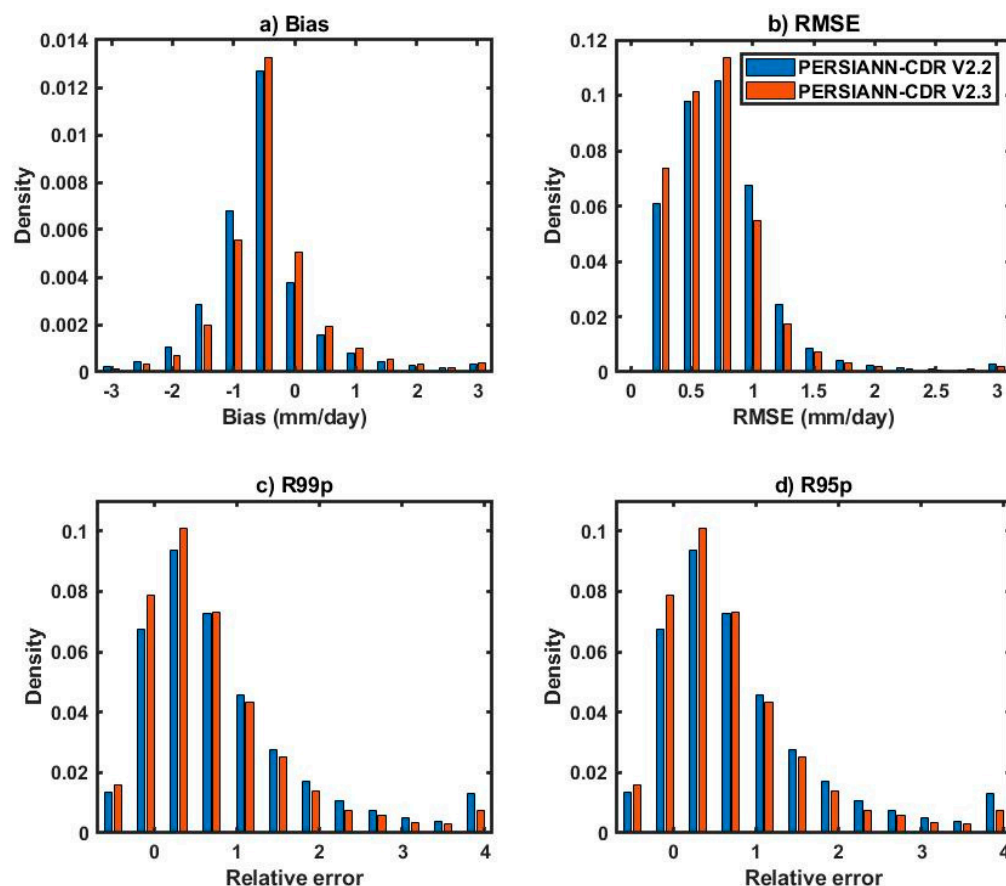 a) Bias
0.014
0.012
0.01
0.008
0.006
0.004
0.002
0
Density
-3 -2 -1 0 1 2 3
Bias (mm/day)
b) RMSE
PERSIANN-CDR V2.2
PERSIANN-CDR V2.3
0.12
0.1
0.08
0.06
0.04
0.02
0
Density
0 0.5 1 1.5 2 2.5 3
RMSE (mm/day)
c) R99p
0.1
0.08
0.06
0.04
0.02
0
Density
0 1 2 3 4
Relative error
d) R95p
0.1
0.08
0.06
0.04
0.02
0
Density
0 1 2 3 4
Relative error